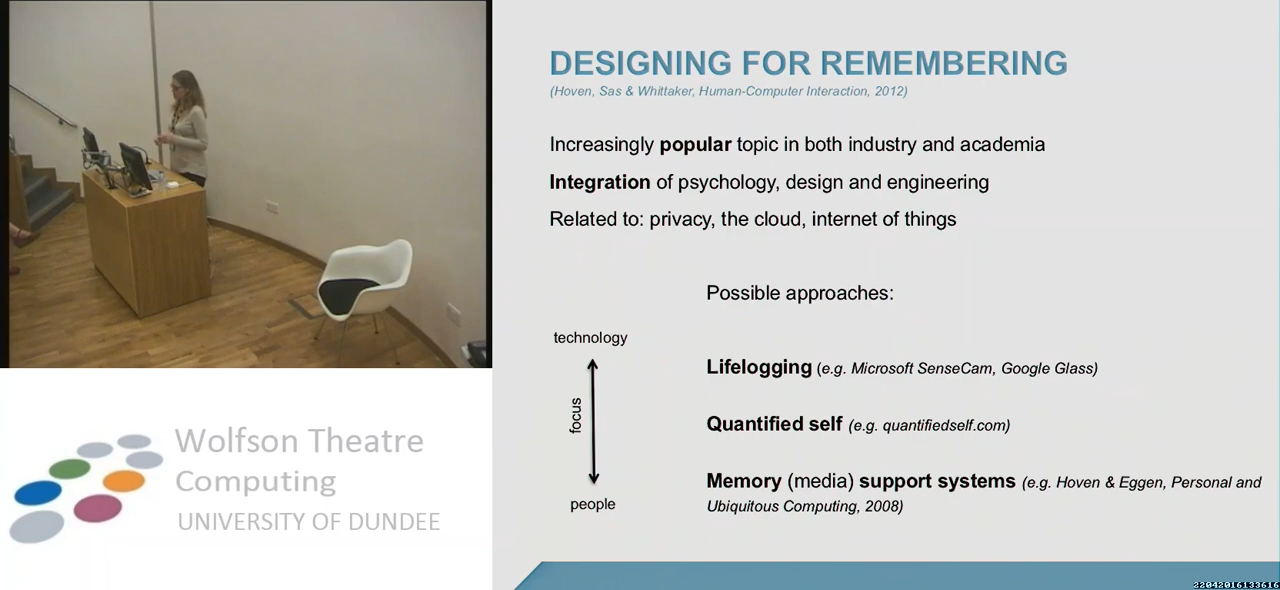 DESIGNING FOR REMEMBERING
(Hoven, Sas & Whittaker, Human-Computer Interaction, 2012)
Increasingly popular topic in both industry and academia
Integration of psychology, design and engineering
Related to: privacy, the cloud, internet of things
Possible approaches:
technology
focus
people
Lifelogging (e.g. Microsoft SenseCam, Google Glass)
Quantified self (e.g. quantifiedself.com)
Memory (media) support systems (e.g. Hoven & Eggen, Personal and
Ubiquitous Computing, 2008)
Wolfson Theatre
Computing
UNIVERSITY OF DUNDEE
22042016133616